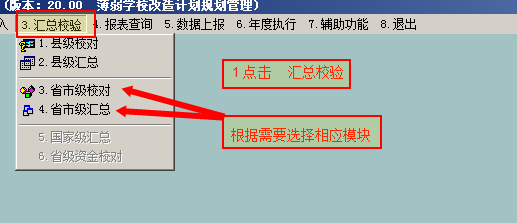 (版本: 20.00 薄弱学校改造计划规划管理)
入 3.汇总校验 4.报表查询 5.数据上报 6.年度执行 7.辅助功能 8.退出
1.县级校对
2.县级汇总
3.省市级校对
4.省市级汇总
5.国家级汇总
6.省级资金校对
1点击 汇总校验
根据需要选择相应模块